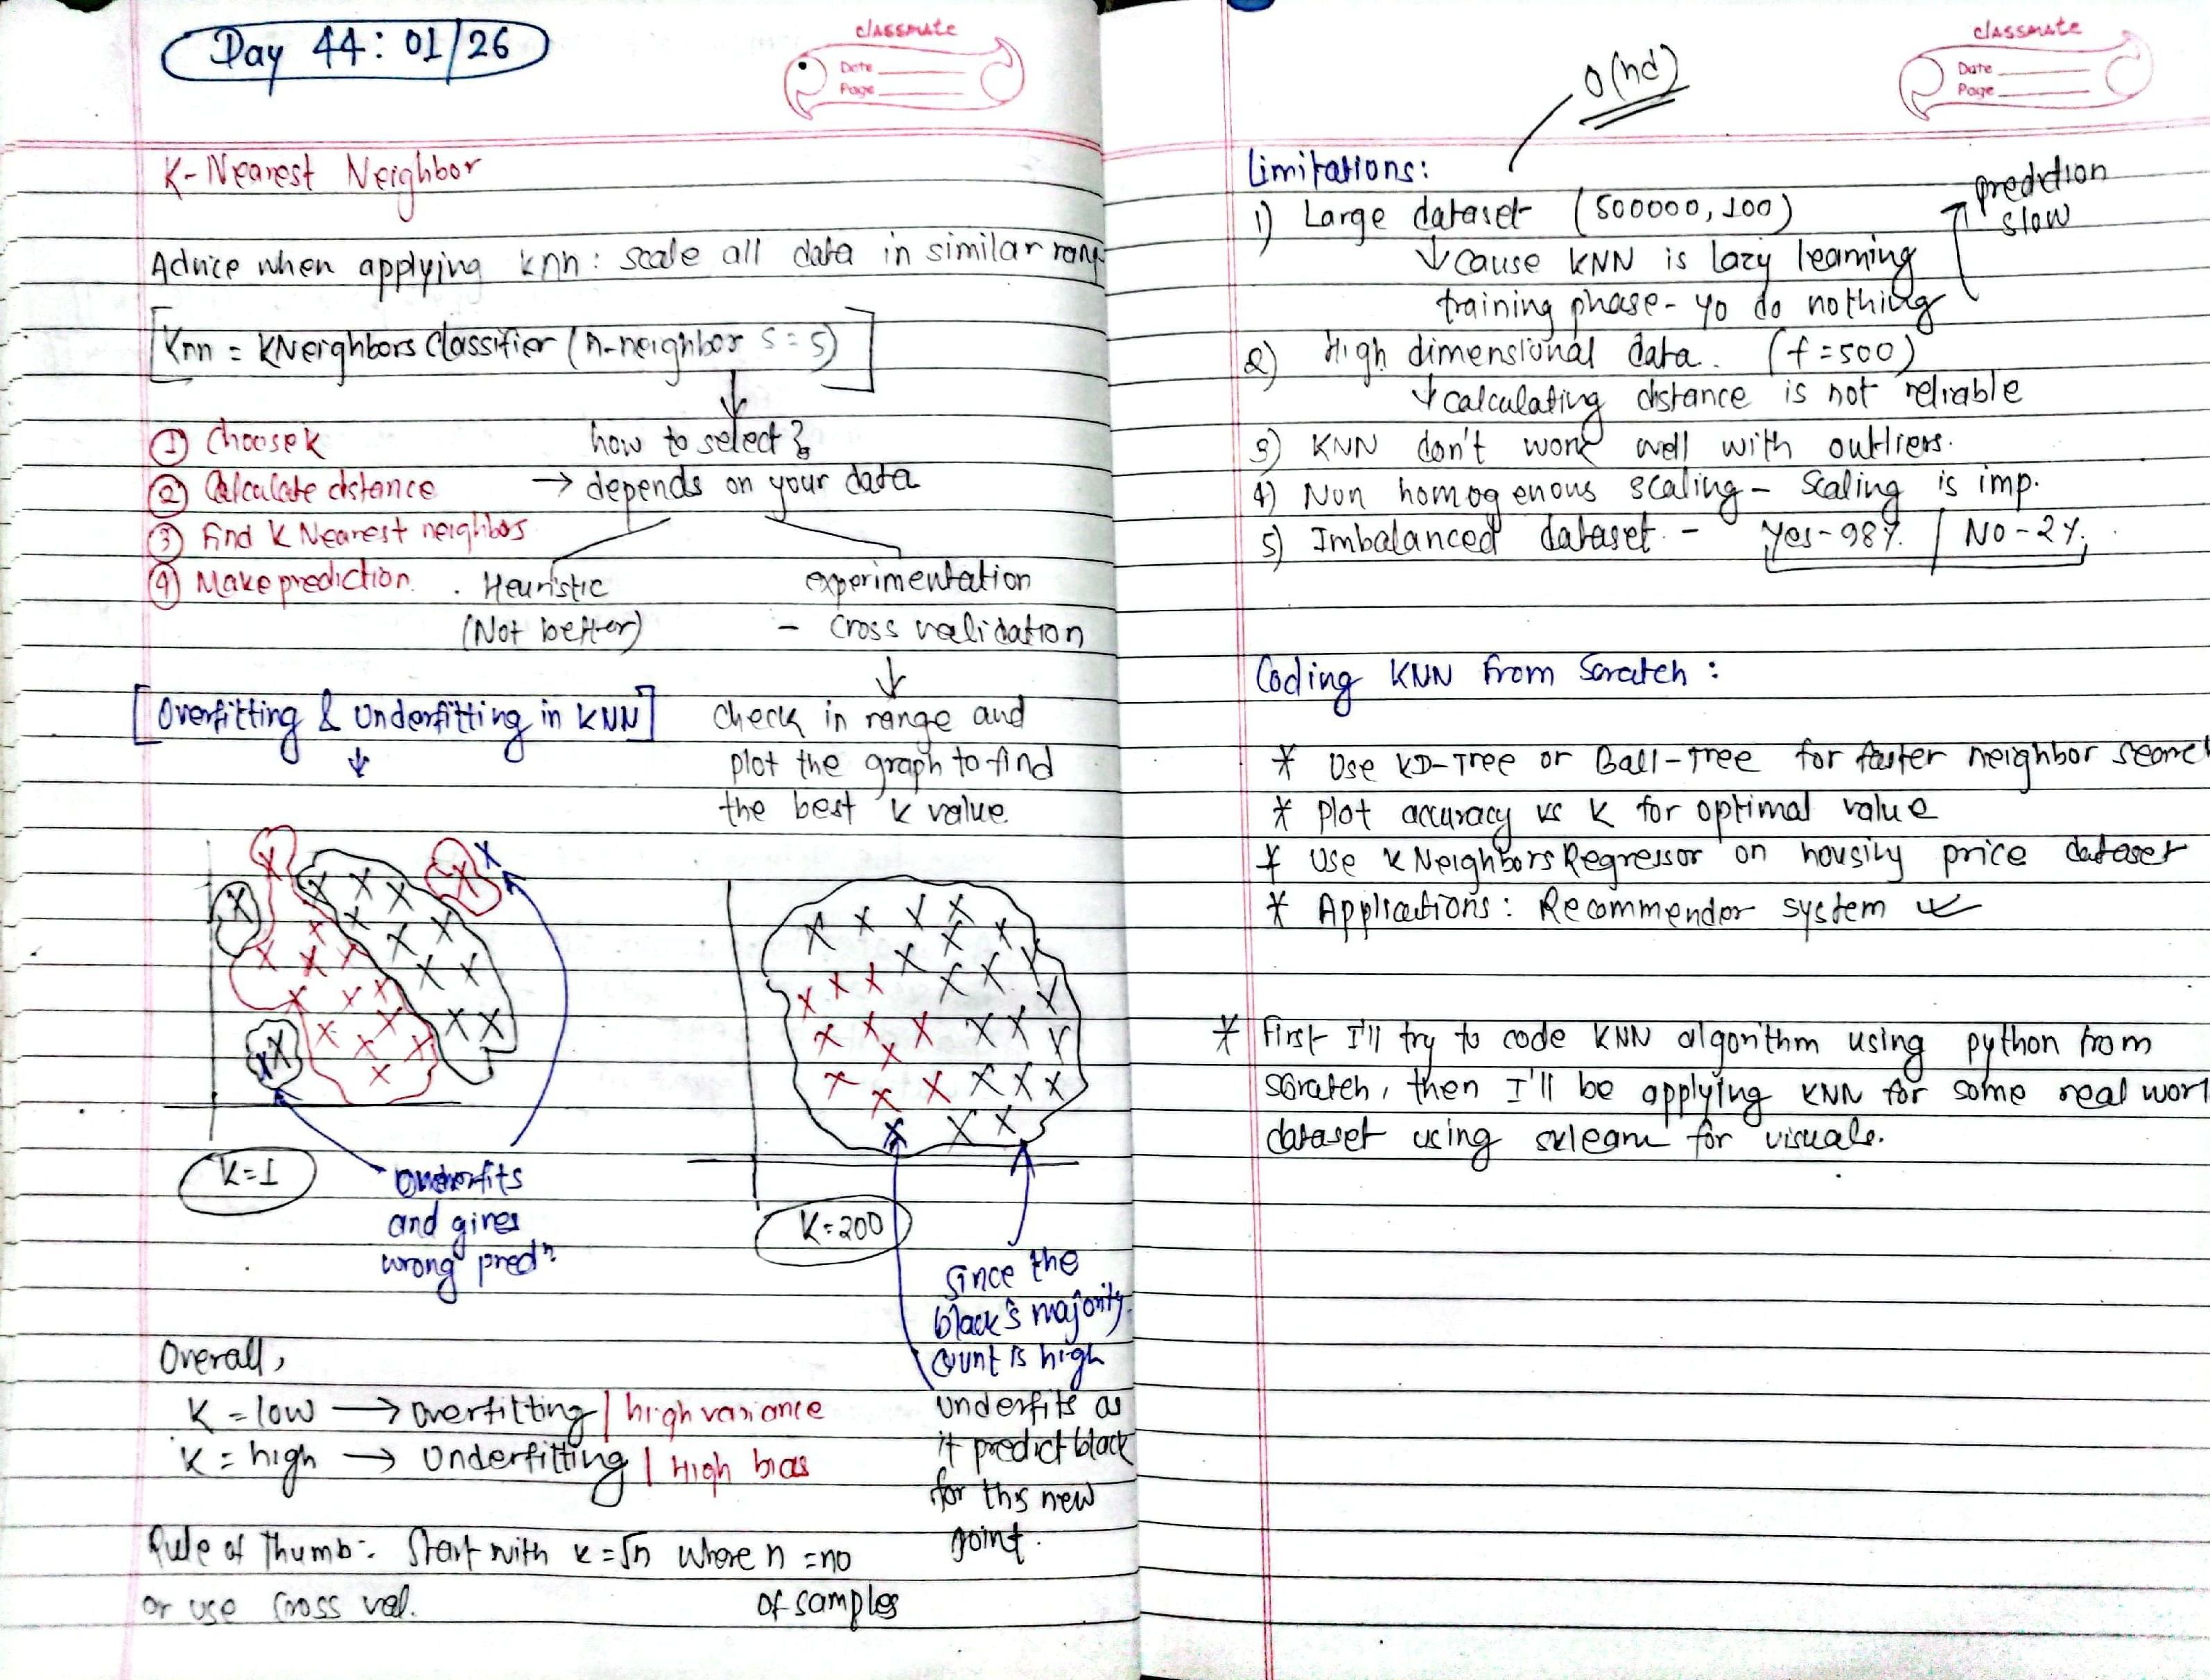 Day 44: 01/26
classmate
Date
Page
K-Nearest Neighbor
Advice when applying knn: scale all data in similar rang
Knn = KNeighbors Classifier (n-neighbor s = 5)
① Choose k
② Calculate distance
③ Find K Nearest neighbors
④ Make prediction.
how to select?
→ depends on your data
Heuristic
(Not better)
experimentation
- Cross validation
↓
check in range and
plot the graph to find
the best k value.
[Overfitting & Underfitting in KNN]
↓
K=1
and gives
wrong predⁿ
K=200
Since the
black's majority
count is high
underfits as
it predict black
for this new
point.
Overall,
K = low → overfitting | high variance
K = high → Underfitting | High bias
Rule of Thumb:- Start with k=√n where n = no
of samples
or use cross val.
classmate
Date
Page
O(nd)
Limitations:
1) Large dataset (500000, 100)
↓ cause KNN is lazy learning
training phase - yo do nothing
prediction
slow
2) High dimensional data. (f=500)
↓ calculating distance is not reliable
3) KNN don't work well with outliers.
4) Non homogenous scaling - Scaling is imp.
5) Imbalanced dataset. - Yes-98% | No-2%.
Coding KNN From Scratch:
* Use KD-Tree or Ball-Tree for faster neighbor search
* Plot accuracy vs K for optimal value
* Use KNeighborsRegressor on housing price dataset
* Applications: Recommender system
* First I'll try to code KNN algorithm using python from
scratch, then I'll be applying KNN for some real worl
dataset using sklearn for visuals.